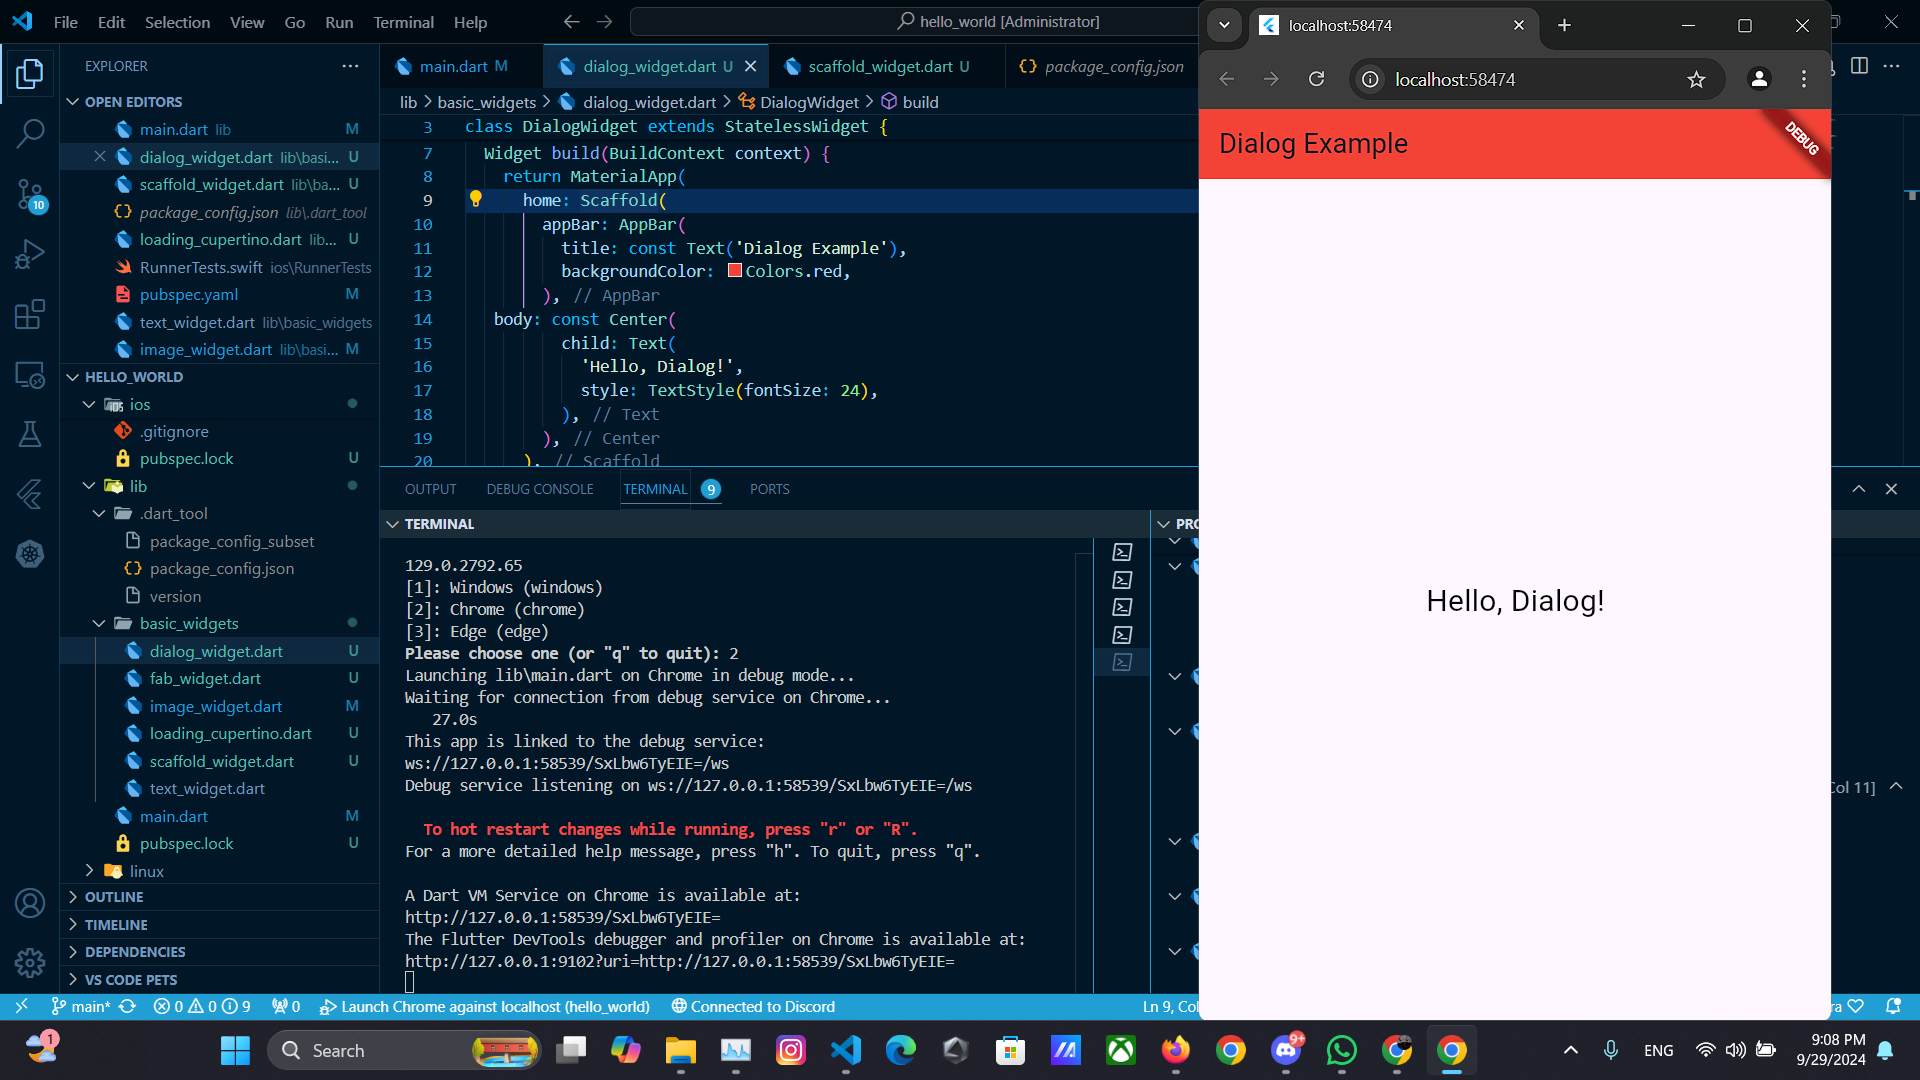 File Edit Selection View Go Run Terminal Help
hello_world [Administrator]
EXPLORER
OPEN EDITORS
main.dart lib M
dialog_widget.dart lib\basi... U
scaffold_widget.dart lib\ba... U
package_config.json lib\.dart_tool
loading_cupertino.dart lib... U
RunnerTests.swift ios\RunnerTests
pubspec.yaml M
text_widget.dart lib\basic_widgets
image_widget.dart lib\basi... M
HELLO_WORLD
ios
.gitignore
pubspec.lock U
lib
.dart_tool
package_config_subset
package_config.json
version
basic_widgets
dialog_widget.dart U
fab_widget.dart U
image_widget.dart M
loading_cupertino.dart U
scaffold_widget.dart U
text_widget.dart
main.dart M
pubspec.lock U
linux
OUTLINE
TIMELINE
DEPENDENCIES
VS CODE PETS
10
main.dart M
dialog_widget.dart U
scaffold_widget.dart U
package_config.json
lib > basic_widgets > dialog_widget.dart > DialogWidget > build
3 class DialogWidget extends StatelessWidget {
7 Widget build(BuildContext context) {
8 return MaterialApp(
9 home: Scaffold(
10 appBar: AppBar(
11 title: const Text('Dialog Example'),
12 backgroundColor: Colors.red,
13 ), // AppBar
14 body: const Center(
15 child: Text(
16 'Hello, Dialog!',
17 style: TextStyle(fontSize: 24),
18 ), // Text
19 ), // Center
20 ), // Scaffold
OUTPUT DEBUG CONSOLE TERMINAL 9 PORTS
TERMINAL
129.0.2792.65
[1]: Windows (windows)
[2]: Chrome (chrome)
[3]: Edge (edge)
Please choose one (or "q" to quit): 2
Launching lib\main.dart on Chrome in debug mode...
Waiting for connection from debug service on Chrome...
27.0s
This app is linked to the debug service:
ws://127.0.0.1:58539/SxLbw6TyEIE=/ws
Debug service listening on ws://127.0.0.1:58539/SxLbw6TyEIE=/ws
To hot restart changes while running, press "r" or "R".
For a more detailed help message, press "h". To quit, press "q".
A Dart VM Service on Chrome is available at:
http://127.0.0.1:58539/SxLbw6TyEIE=
The Flutter DevTools debugger and profiler on Chrome is available at:
http://127.0.0.1:9102?uri=http://127.0.0.1:58539/SxLbw6TyEIE=
localhost:58474
localhost:58474
Dialog Example
DEBUG
Hello, Dialog!
Col 11]
main* 0 0 9 0 Launch Chrome against localhost (hello_world) Connected to Discord
Ln 9, Col
1
Search
9+
ENG
9:08 PM
9/29/2024